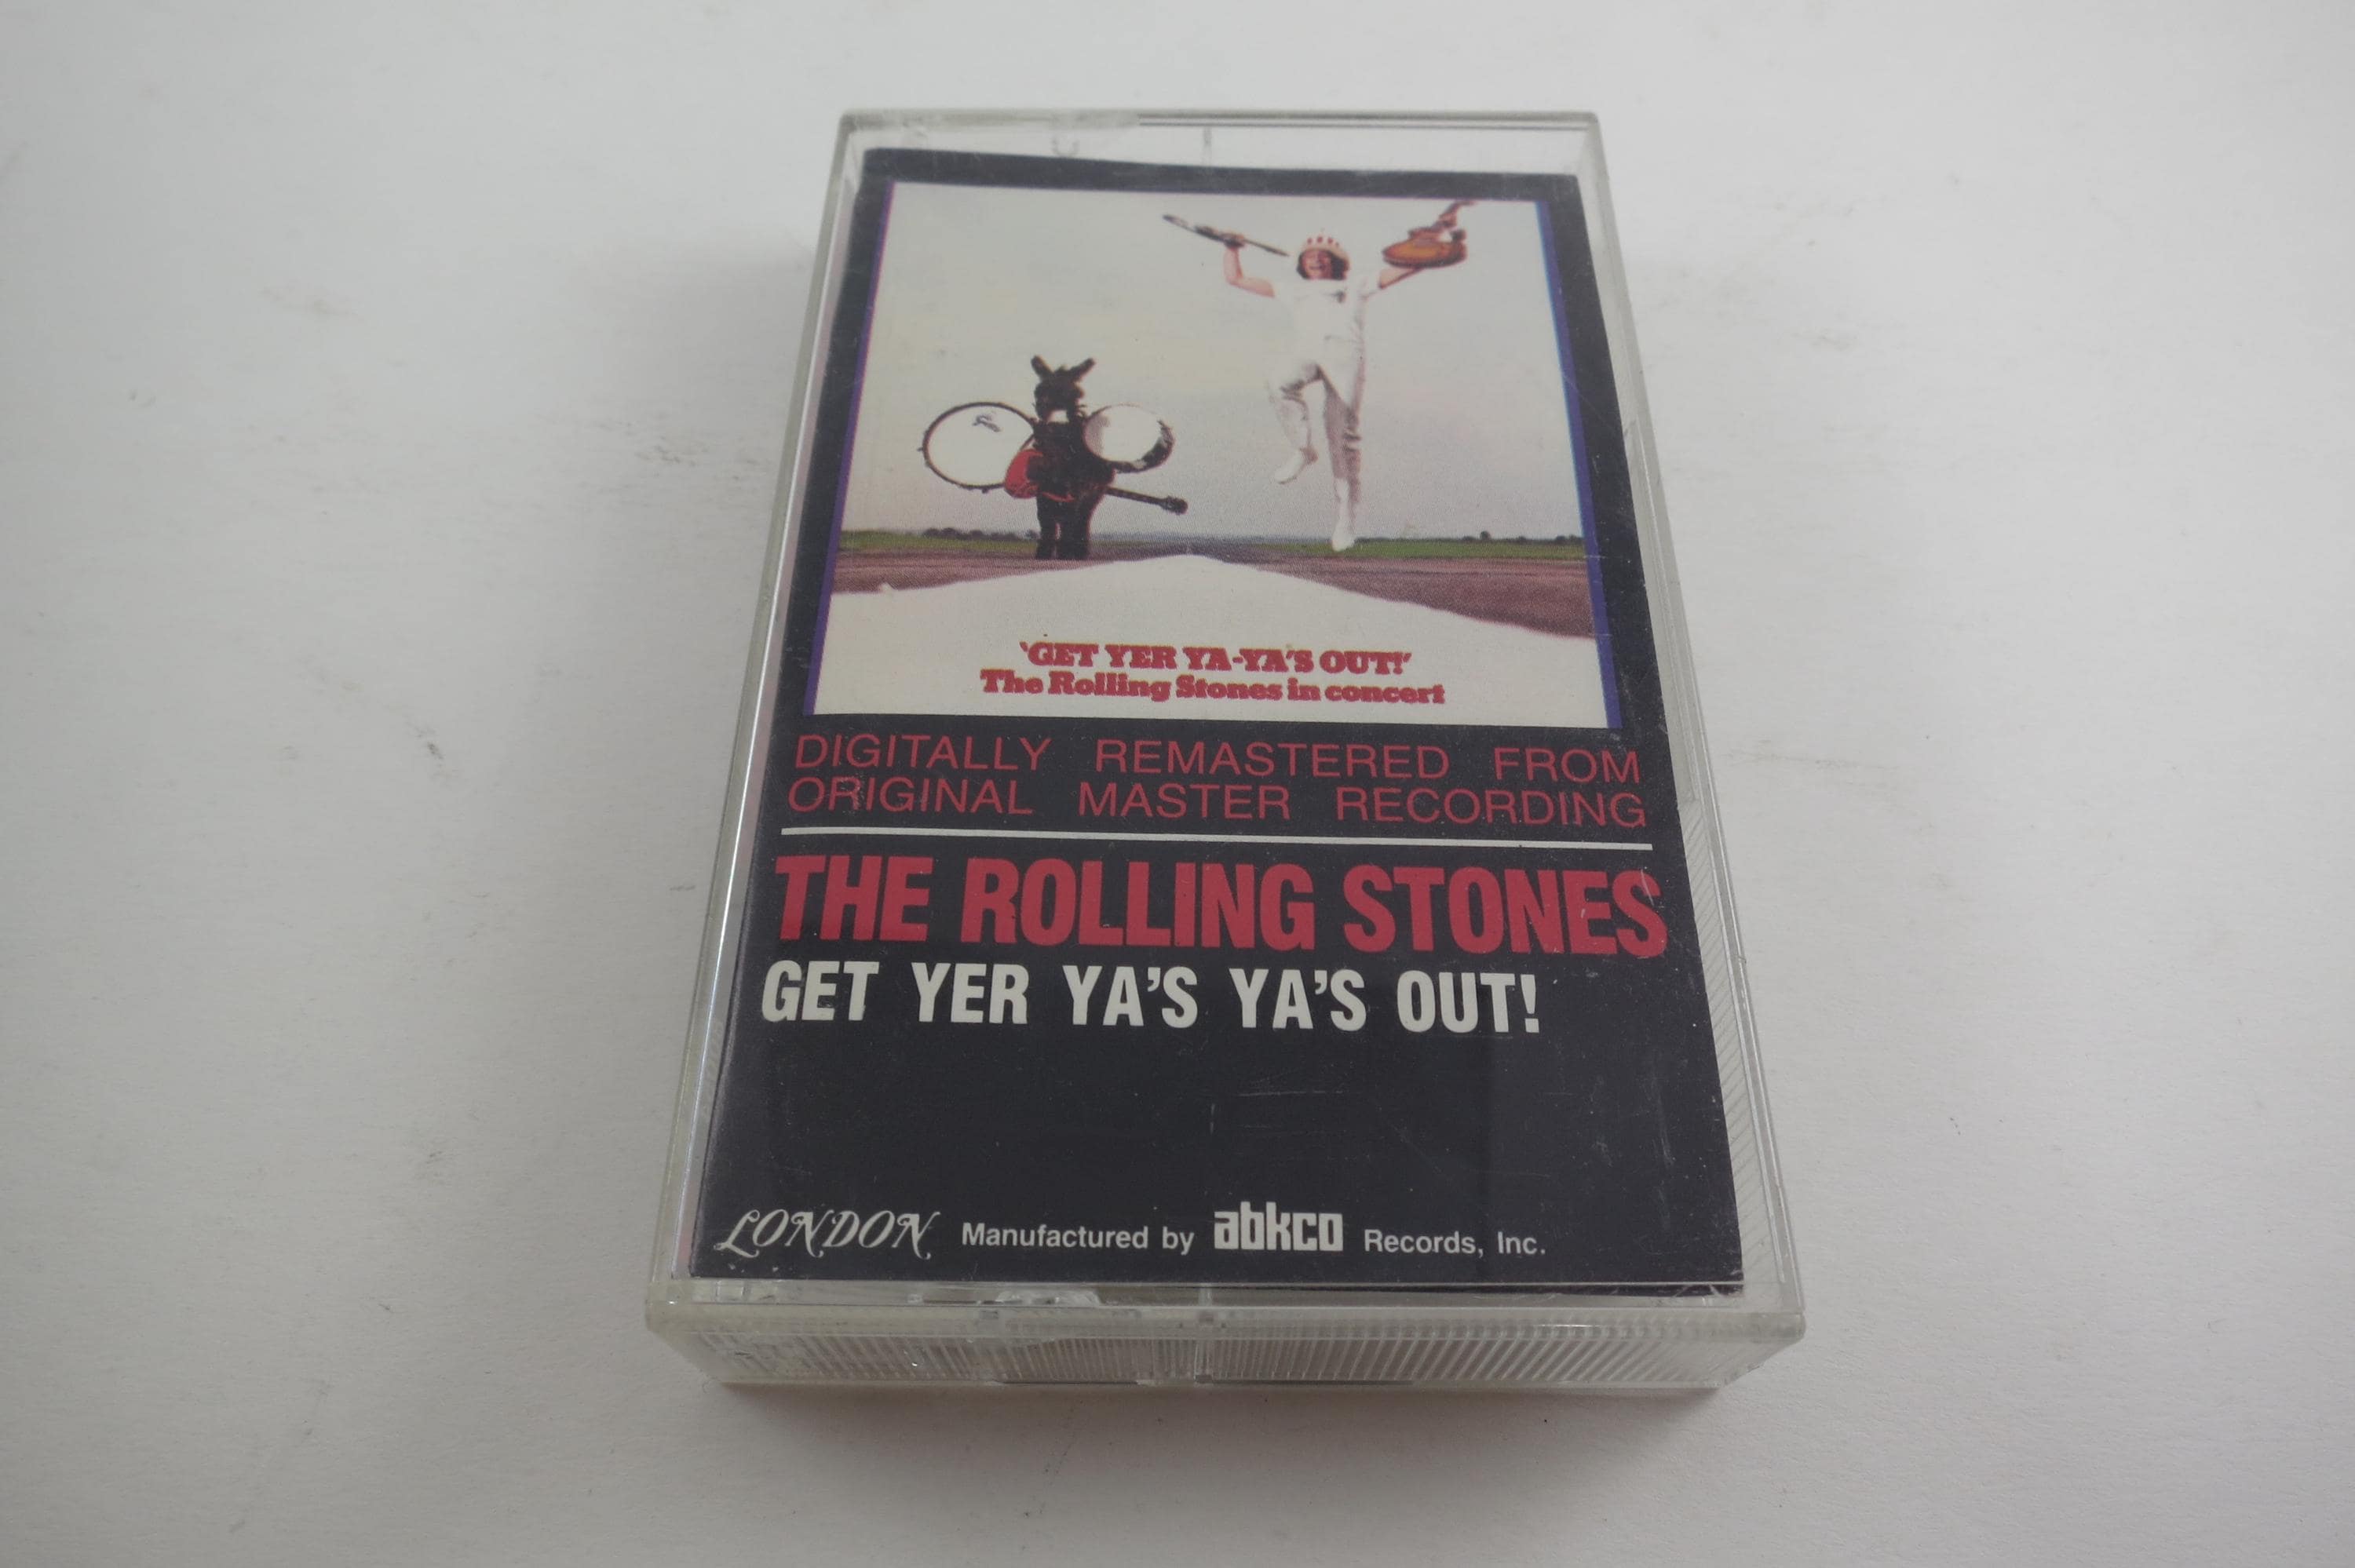 'GET YER YA-YA'S OUT!'
The Rolling Stones in concert
DIGITALLY REMASTERED FROM
ORIGINAL MASTER RECORDING
THE ROLLING STONES
GET YER YA'S YA'S OUT!
LONDON Manufactured by abkco Records, Inc.